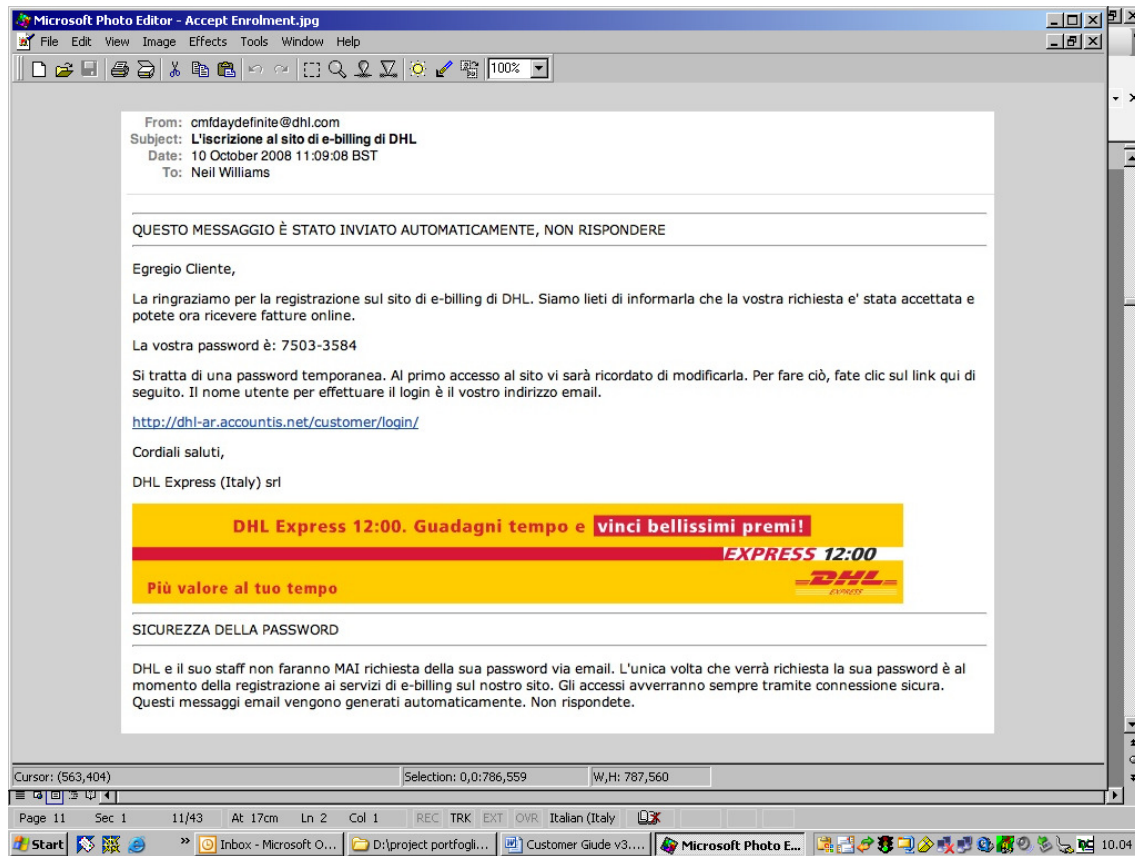 Microsoft Photo Editor - Accept Enrolment.jpg
File Edit View Image Effects Tools Window Help
100%
From: cmfdaydefinite@dhl.com
Subject: L'iscrizione al sito di e-billing di DHL
Date: 10 October 2008 11:09:08 BST
To: Neil Williams
QUESTO MESSAGGIO È STATO INVIATO AUTOMATICAMENTE, NON RISPONDERE
Egregio Cliente,
La ringraziamo per la registrazione sul sito di e-billing di DHL. Siamo lieti di informarla che la vostra richiesta e' stata accettata e
potete ora ricevere fatture online.
La vostra password è: 7503-3584
Si tratta di una password temporanea. Al primo accesso al sito vi sarà ricordato di modificarla. Per fare ciò, fate clic sul link qui di
seguito. Il nome utente per effettuare il login è il vostro indirizzo email.
http://dhl-ar.accountis.net/customer/login/
Cordiali saluti,
DHL Express (Italy) srl
DHL Express 12:00. Guadagni tempo e vinci bellissimi premi!
EXPRESS 12:00
Più valore al tuo tempo
DHL
EXPRESS
SICUREZZA DELLA PASSWORD
DHL e il suo staff non faranno MAI richiesta della sua password via email. L'unica volta che verrà richiesta la sua password è al
momento della registrazione ai servizi di e-billing sul nostro sito. Gli accessi avverranno sempre tramite connessione sicura.
Questi messaggi email vengono generati automaticamente. Non rispondete.
Cursor: (563,404) Selection: 0,0:786,559 W,H: 787,560
Page 11 Sec 1 11/43 At 17cm Ln 2 Col 1 REC TRK EXT OVR Italian (Italy
Start » Inbox - Microsoft O... D:\project portfogli... Customer Giude v3.... Microsoft Photo E... 10.04